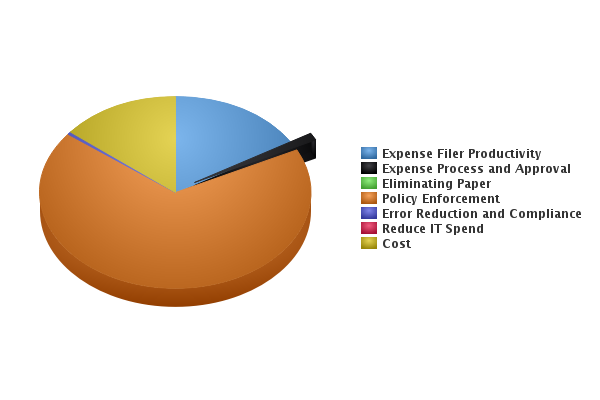 Expense Filer Productivity
Expense Process and Approval
Eliminating Paper
Policy Enforcement
Error Reduction and Compliance
Reduce IT Spend
Cost